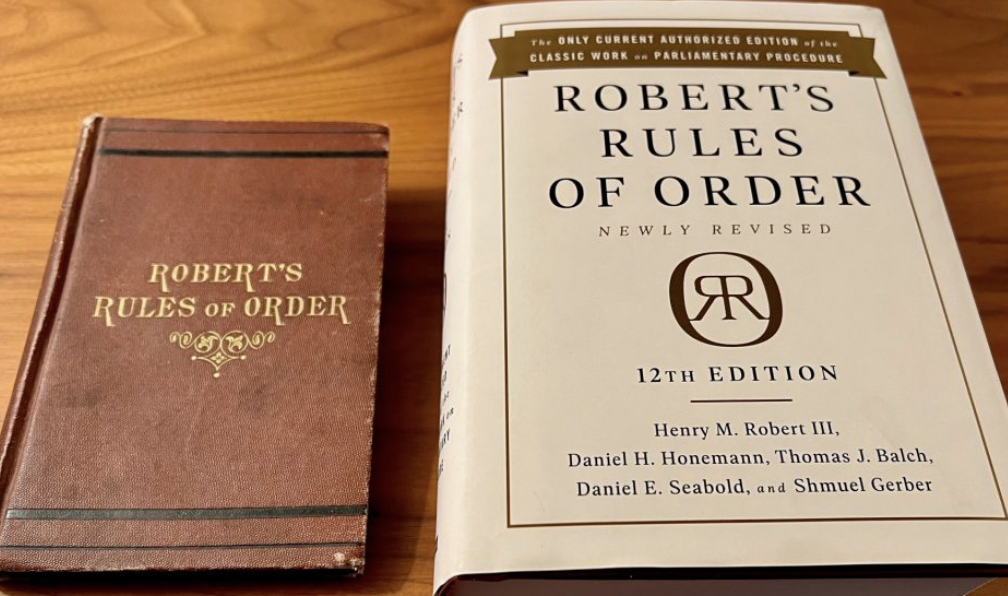 ROBERT'S
RULES OF ORDER
The ONLY CURRENT AUTHORIZED EDITION of the
CLASSIC WORK on PARLIAMENTARY PROCEDURE
ROBERT'S
RULES
OF ORDER
NEWLY REVISED
RR
12TH EDITION
Henry M. Robert III,
Daniel H. Honemann, Thomas J. Balch,
Daniel E. Seabold, and Shmuel Gerber